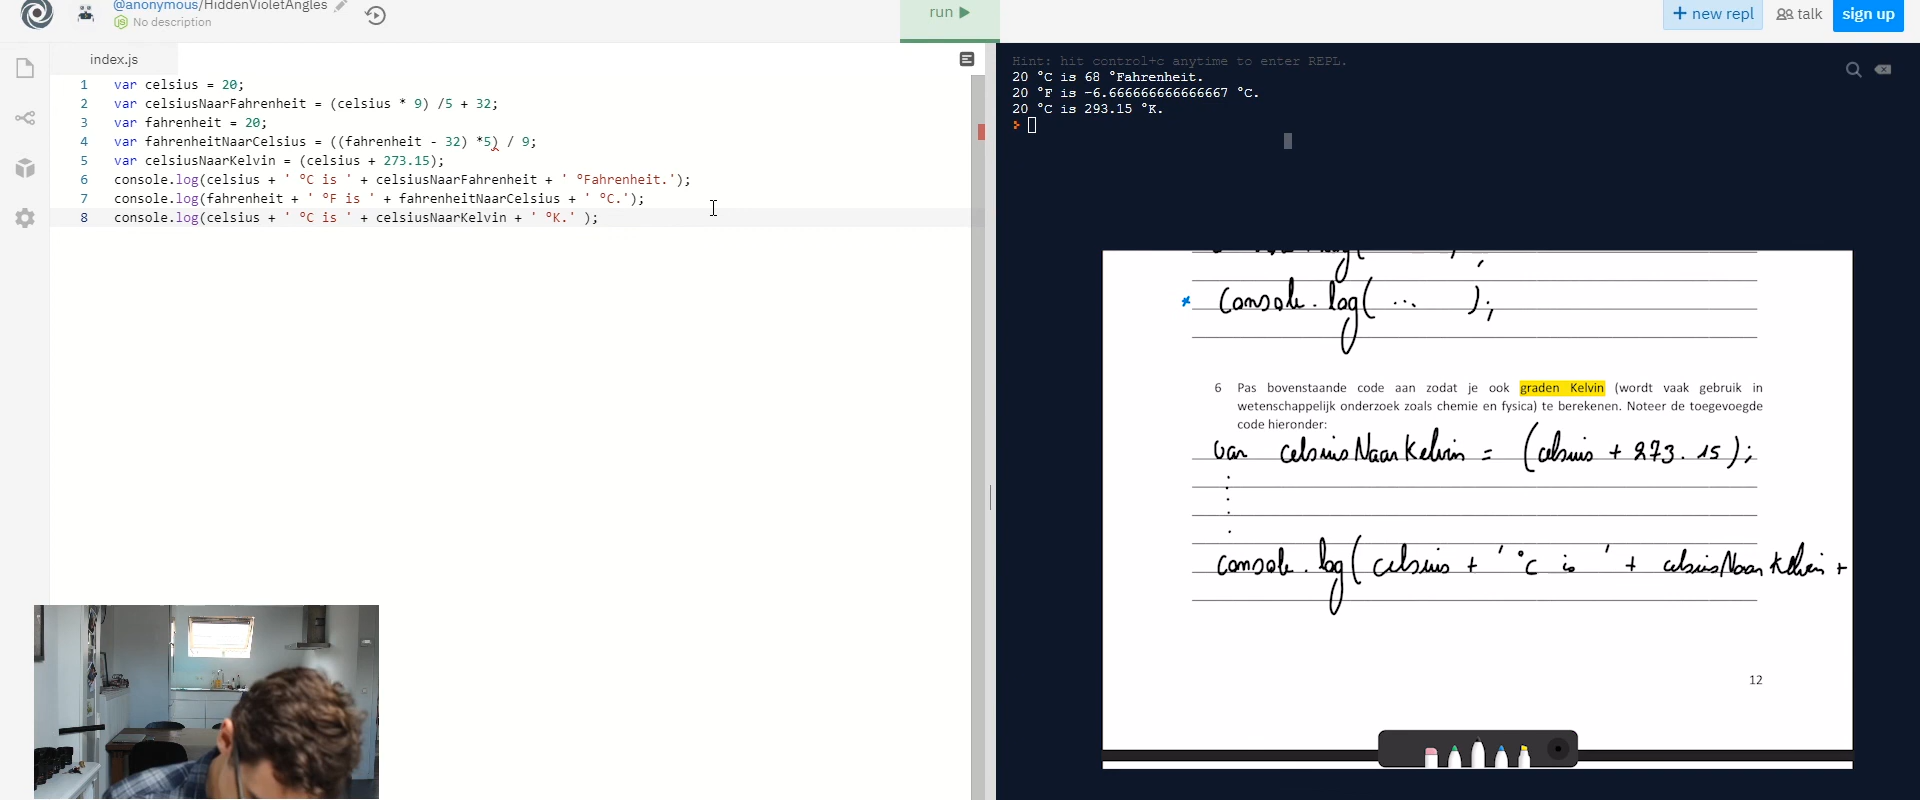 @anonymous/HiddenVioletAngles
No description
run
+ new repl
talk
sign up
index.js
1 var celsius = 20;
2 var celsiusNaarFahrenheit = (celsius * 9) /5 + 32;
3 var fahrenheit = 20;
4 var fahrenheitNaarCelsius = ((fahrenheit - 32) *5) / 9;
5 var celsiusNaarKelvin = (celsius + 273.15);
6 console.log(celsius + ' °C is ' + celsiusNaarFahrenheit + ' °Fahrenheit.');
7 console.log(fahrenheit + ' °F is ' + fahrenheitNaarCelsius + ' °C.');
8 console.log(celsius + ' °C is ' + celsiusNaarKelvin + ' °K.' );
Hint: hit control+c anytime to enter REPL.
20 °C is 68 °Fahrenheit.
20 °F is -6.666666666666667 °C.
20 °C is 293.15 °K.
console.log( ... );
6 Pas bovenstaande code aan zodat je ook graden Kelvin (wordt vaak gebruik in
wetenschappelijk onderzoek zoals chemie en fysica) te berekenen. Noteer de toegevoegde
code hieronder:
var celsiusNaarKelvin = (celsius + 273.15);
console.log(celsius + ' °C is ' + celsiusNaarKelvin +
12